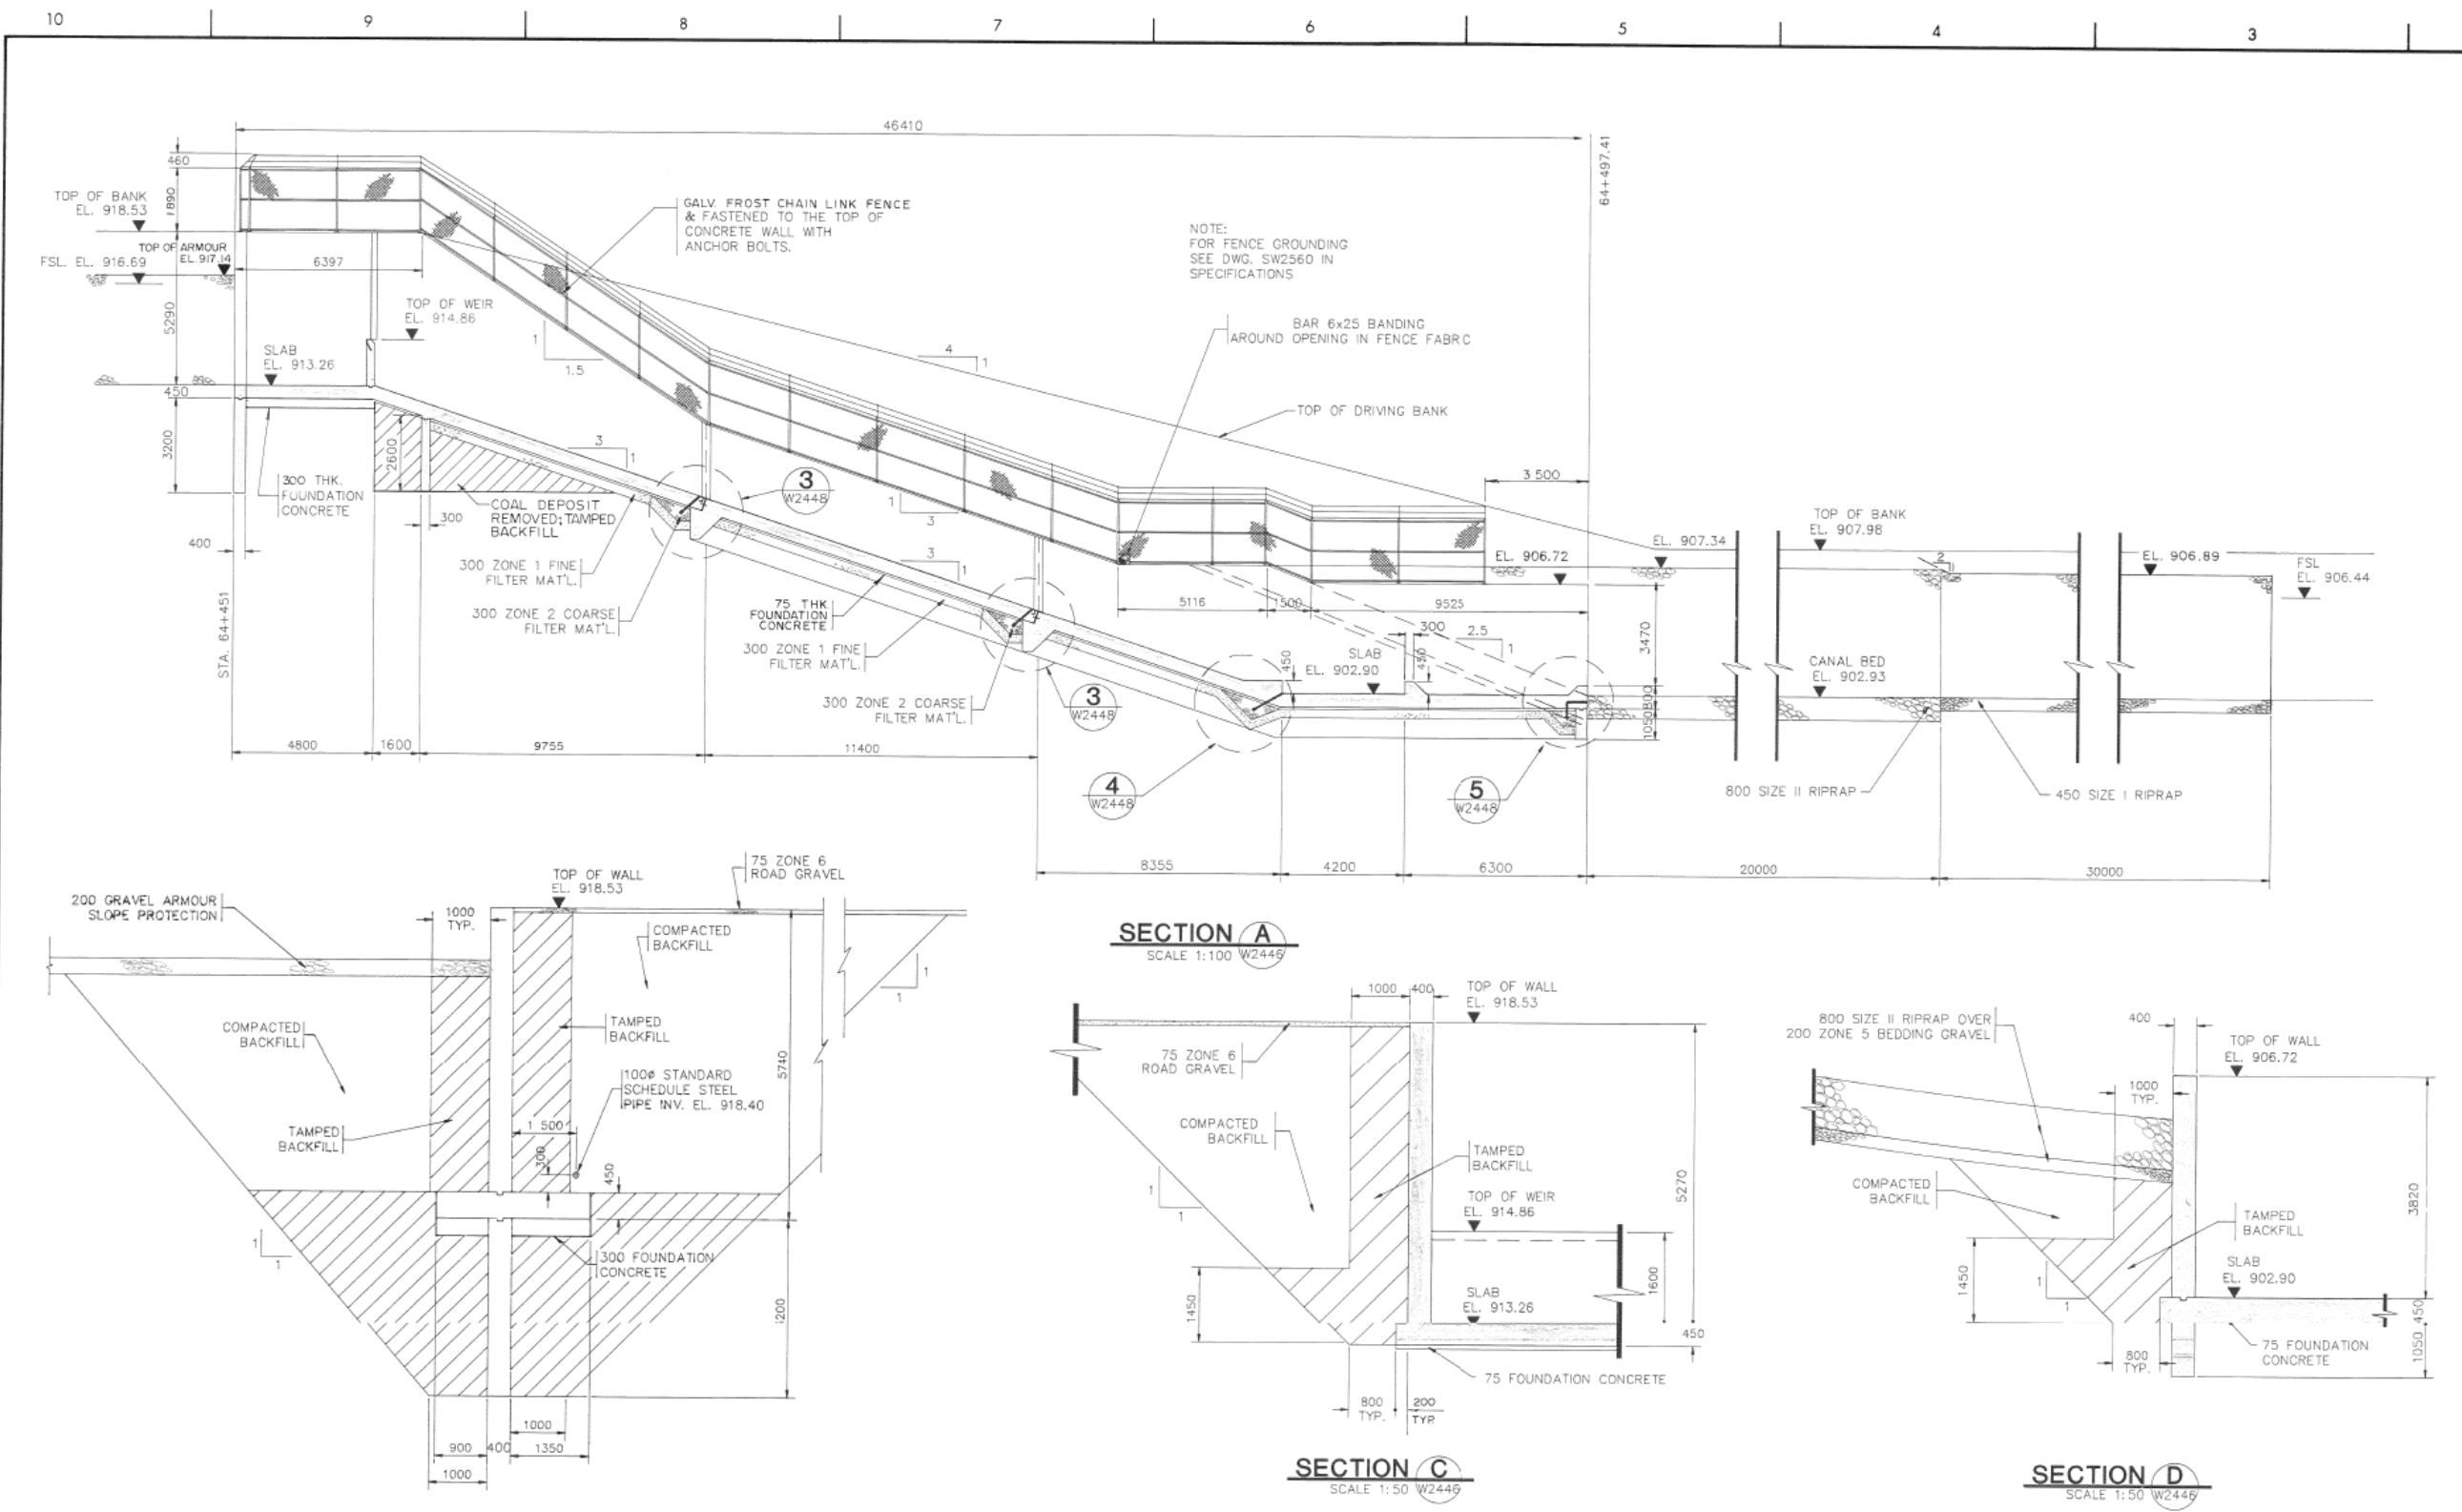 10
9
8
7
6
5
4
3
46410
64+497.41
460
1890
TOP OF BANK
EL. 918.53
TOP OF ARMOUR
EL.917.14
FSL. EL. 916.69
6397
5290
GALV. FROST CHAIN LINK FENCE
& FASTENED TO THE TOP OF
CONCRETE WALL WITH
ANCHOR BOLTS.
NOTE:
FOR FENCE GROUNDING
SEE DWG. SW2560 IN
SPECIFICATIONS
TOP OF WEIR
EL. 914.86
SLAB
EL. 913.26
1
1.5
4
1
BAR 6x25 BANDING
AROUND OPENING IN FENCE FABRC
TOP OF DRIVING BANK
450
3200
2600
3
1
300 THK.
FOUNDATION
CONCRETE
300
COAL DEPOSIT
REMOVED; TAMPED
BACKFILL
3
W2448
1
3
3 500
400
300 ZONE 1 FINE
FILTER MAT'L.
300 ZONE 2 COARSE
FILTER MAT'L.
3
1
75 THK
FOUNDATION
CONCRETE
300 ZONE 1 FINE
FILTER MAT'L.
300 ZONE 2 COARSE
FILTER MAT'L.
3
W2448
STA. 64+451
EL. 906.72
EL. 907.34
TOP OF BANK
EL. 907.98
2
EL. 906.89
FSL
EL. 906.44
5116
1500
9525
300
2.5
1
3470
450
SLAB
EL. 902.90
450
CANAL BED
EL. 902.93
800
1050
4800
1600
9755
11400
4
W2448
5
W2448
800 SIZE II RIPRAP
450 SIZE I RIPRAP
8355
4200
6300
20000
30000
SECTION A
SCALE 1:100 W2446
200 GRAVEL ARMOUR
SLOPE PROTECTION
1000
TYP.
TOP OF WALL
EL. 918.53
75 ZONE 6
ROAD GRAVEL
COMPACTED
BACKFILL
1
1
COMPACTED
BACKFILL
TAMPED
BACKFILL
5740
100ø STANDARD
SCHEDULE STEEL
PIPE INV. EL. 918.40
1 500
300
450
TAMPED
BACKFILL
1
1
300 FOUNDATION
CONCRETE
1000
900
400
1350
1000
1000
400
TOP OF WALL
EL. 918.53
75 ZONE 6
ROAD GRAVEL
COMPACTED
BACKFILL
TAMPED
BACKFILL
5270
1
1
TOP OF WEIR
EL. 914.86
1600
1450
SLAB
EL. 913.26
450
75 FOUNDATION CONCRETE
800
TYP.
200
TYP.
SECTION C
SCALE 1:50 W2446
800 SIZE II RIPRAP OVER
200 ZONE 5 BEDDING GRAVEL
400
TOP OF WALL
EL. 906.72
1000
TYP.
COMPACTED
BACKFILL
TAMPED
BACKFILL
3820
1450
1
1
SLAB
EL. 902.90
450
1050
800
TYP.
75 FOUNDATION
CONCRETE
SECTION D
SCALE 1:50 W2446